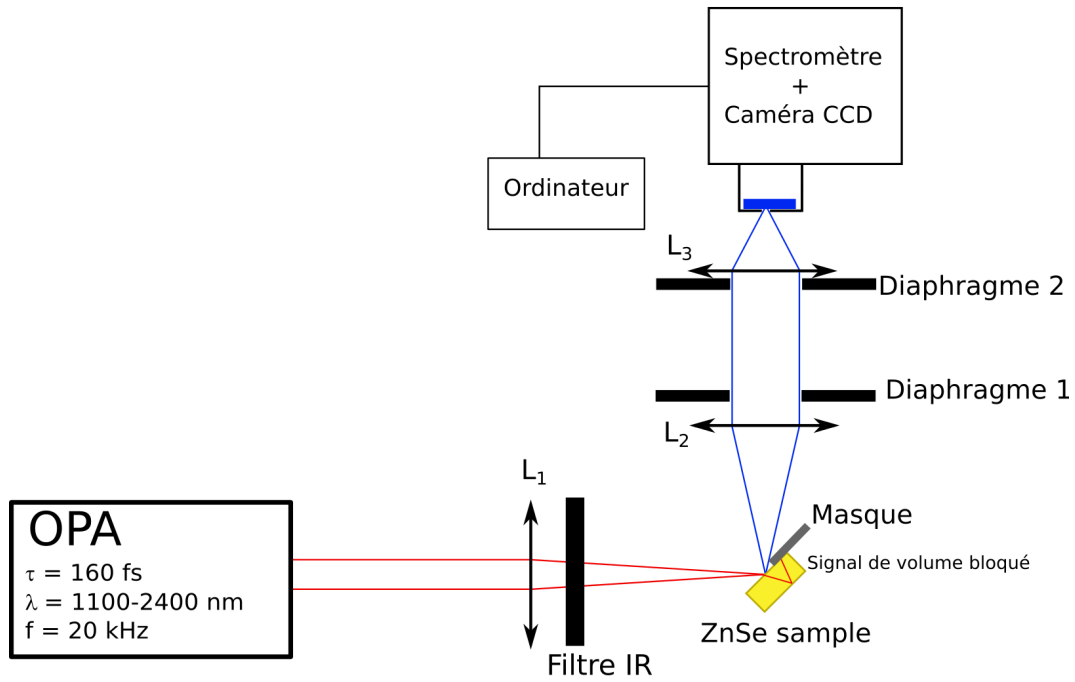 Spectromètre
+
Caméra CCD
Ordinateur
L3
Diaphragme 2
Diaphragme 1
L2
L1
Masque
Signal de volume bloqué
OPA
τ = 160 fs
λ = 1100-2400 nm
f = 20 kHz
ZnSe sample
Filtre IR